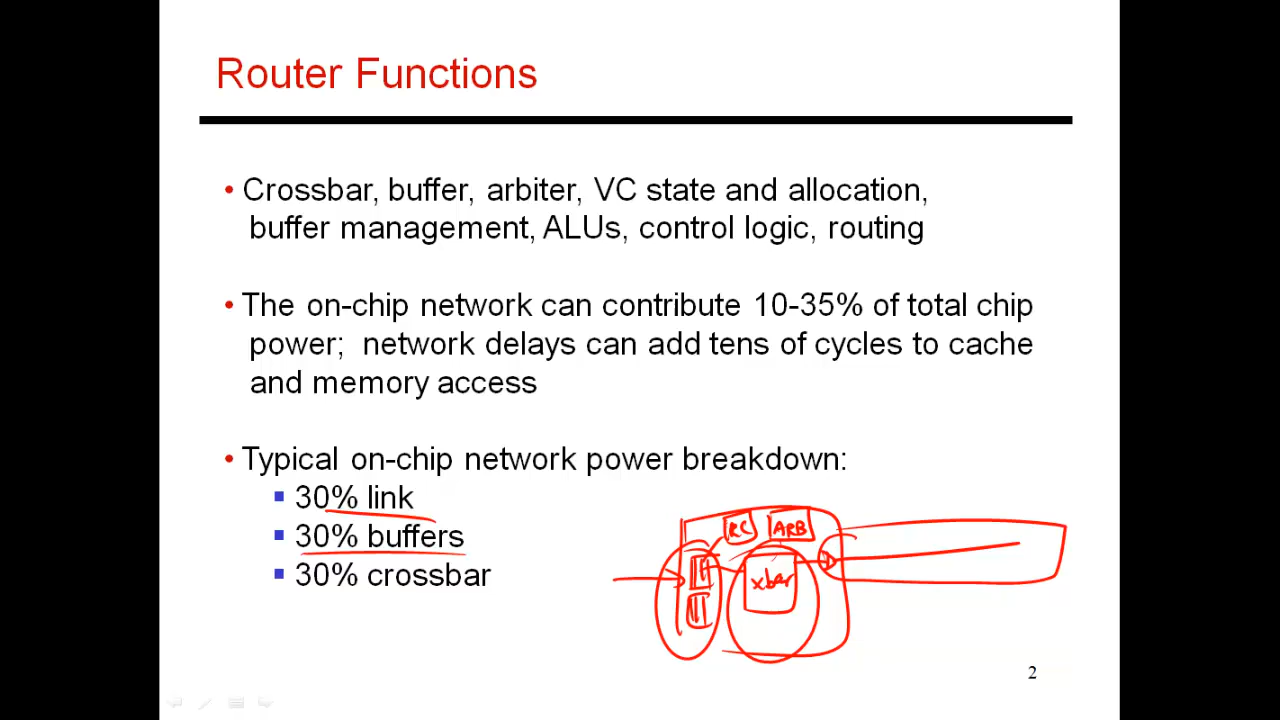 Router Functions
• Crossbar, buffer, arbiter, VC state and allocation,
buffer management, ALUs, control logic, routing
• The on-chip network can contribute 10-35% of total chip
power; network delays can add tens of cycles to cache
and memory access
• Typical on-chip network power breakdown:
▪ 30% link
▪ 30% buffers
▪ 30% crossbar
RC ARB
xbar
2